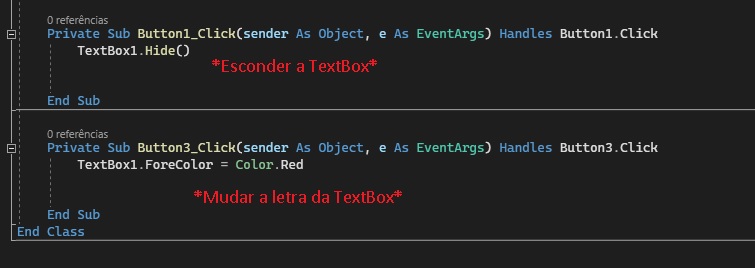 0 referências
Private Sub Button1_Click(sender As Object, e As EventArgs) Handles Button1.Click
TextBox1.Hide()
*Esconder a TextBox*
End Sub
0 referências
Private Sub Button3_Click(sender As Object, e As EventArgs) Handles Button3.Click
TextBox1.ForeColor = Color.Red
*Mudar a letra da TextBox*
End Sub
End Class